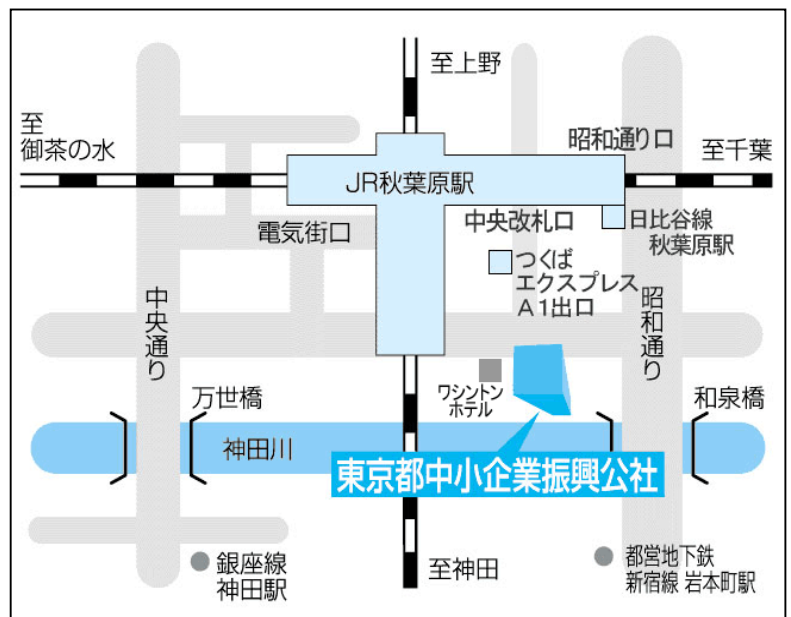 至上野
至
御茶の水
昭和通り口
至千葉
JR秋葉原駅
電気街口
中央改札口
日比谷線
秋葉原駅
つくば
エクスプレス
A1出口
中央通り
昭和通り
万世橋
ワシントン
ホテル
和泉橋
神田川
東京都中小企業振興公社
銀座線
神田駅
至神田
都営地下鉄
新宿線 岩本町駅